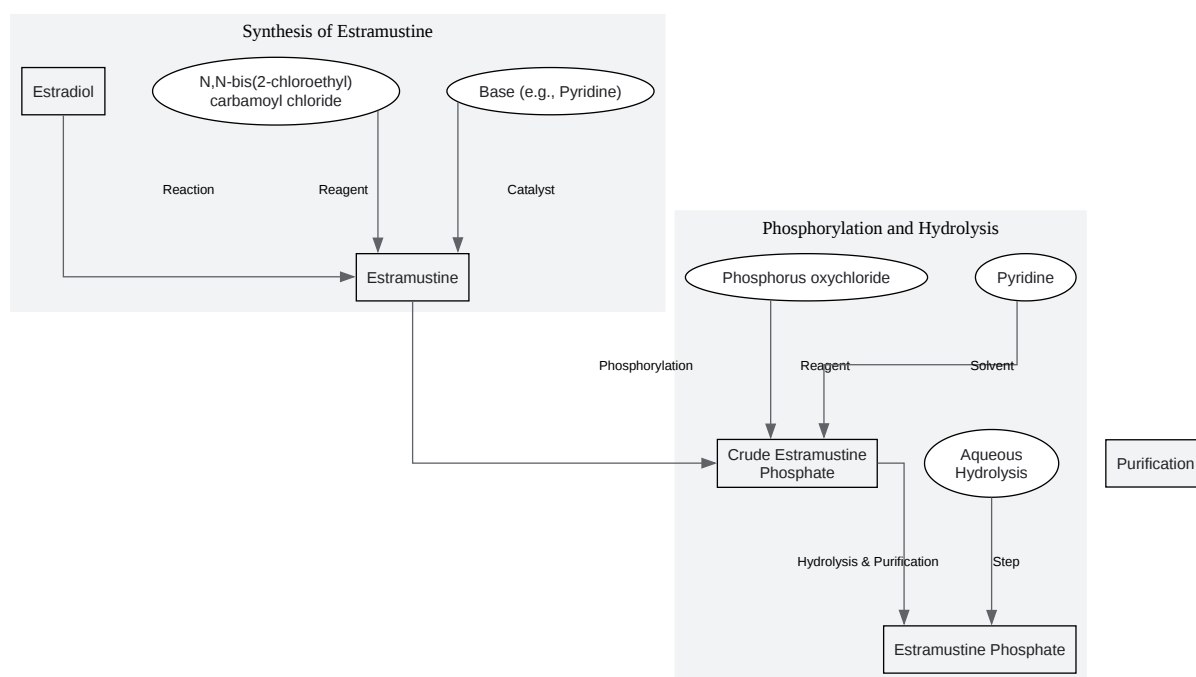 Synthesis of Estramustine
Estradiol
N,N-bis(2-chloroethyl)
carbamoyl chloride
Base (e.g., Pyridine)
Reaction
Reagent
Catalyst
Estramustine
Phosphorylation and Hydrolysis
Phosphorus oxychloride
Pyridine
Phosphorylation
Reagent
Solvent
Crude Estramustine
Phosphate
Aqueous
Hydrolysis
Purification
Hydrolysis & Purification
Step
Estramustine Phosphate